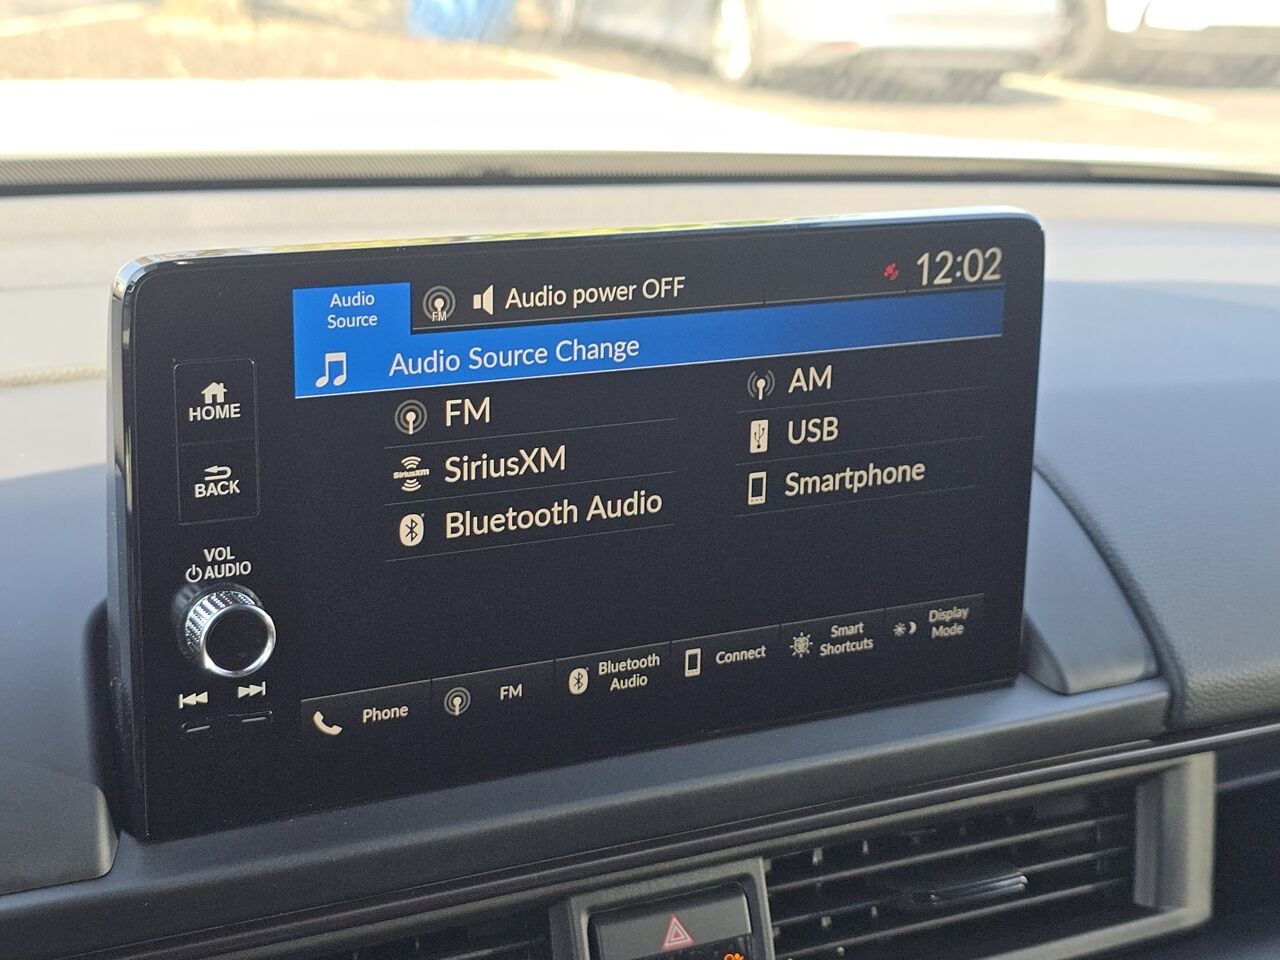 Audio
Source
FM
Audio power OFF
12:02
Audio Source Change
HOME
BACK
VOL
AUDIO
FM
AM
SiriusXM
SiriusXM
USB
Bluetooth Audio
Smartphone
Phone
FM
Bluetooth
Audio
Connect
Smart
Shortcuts
Display
Mode